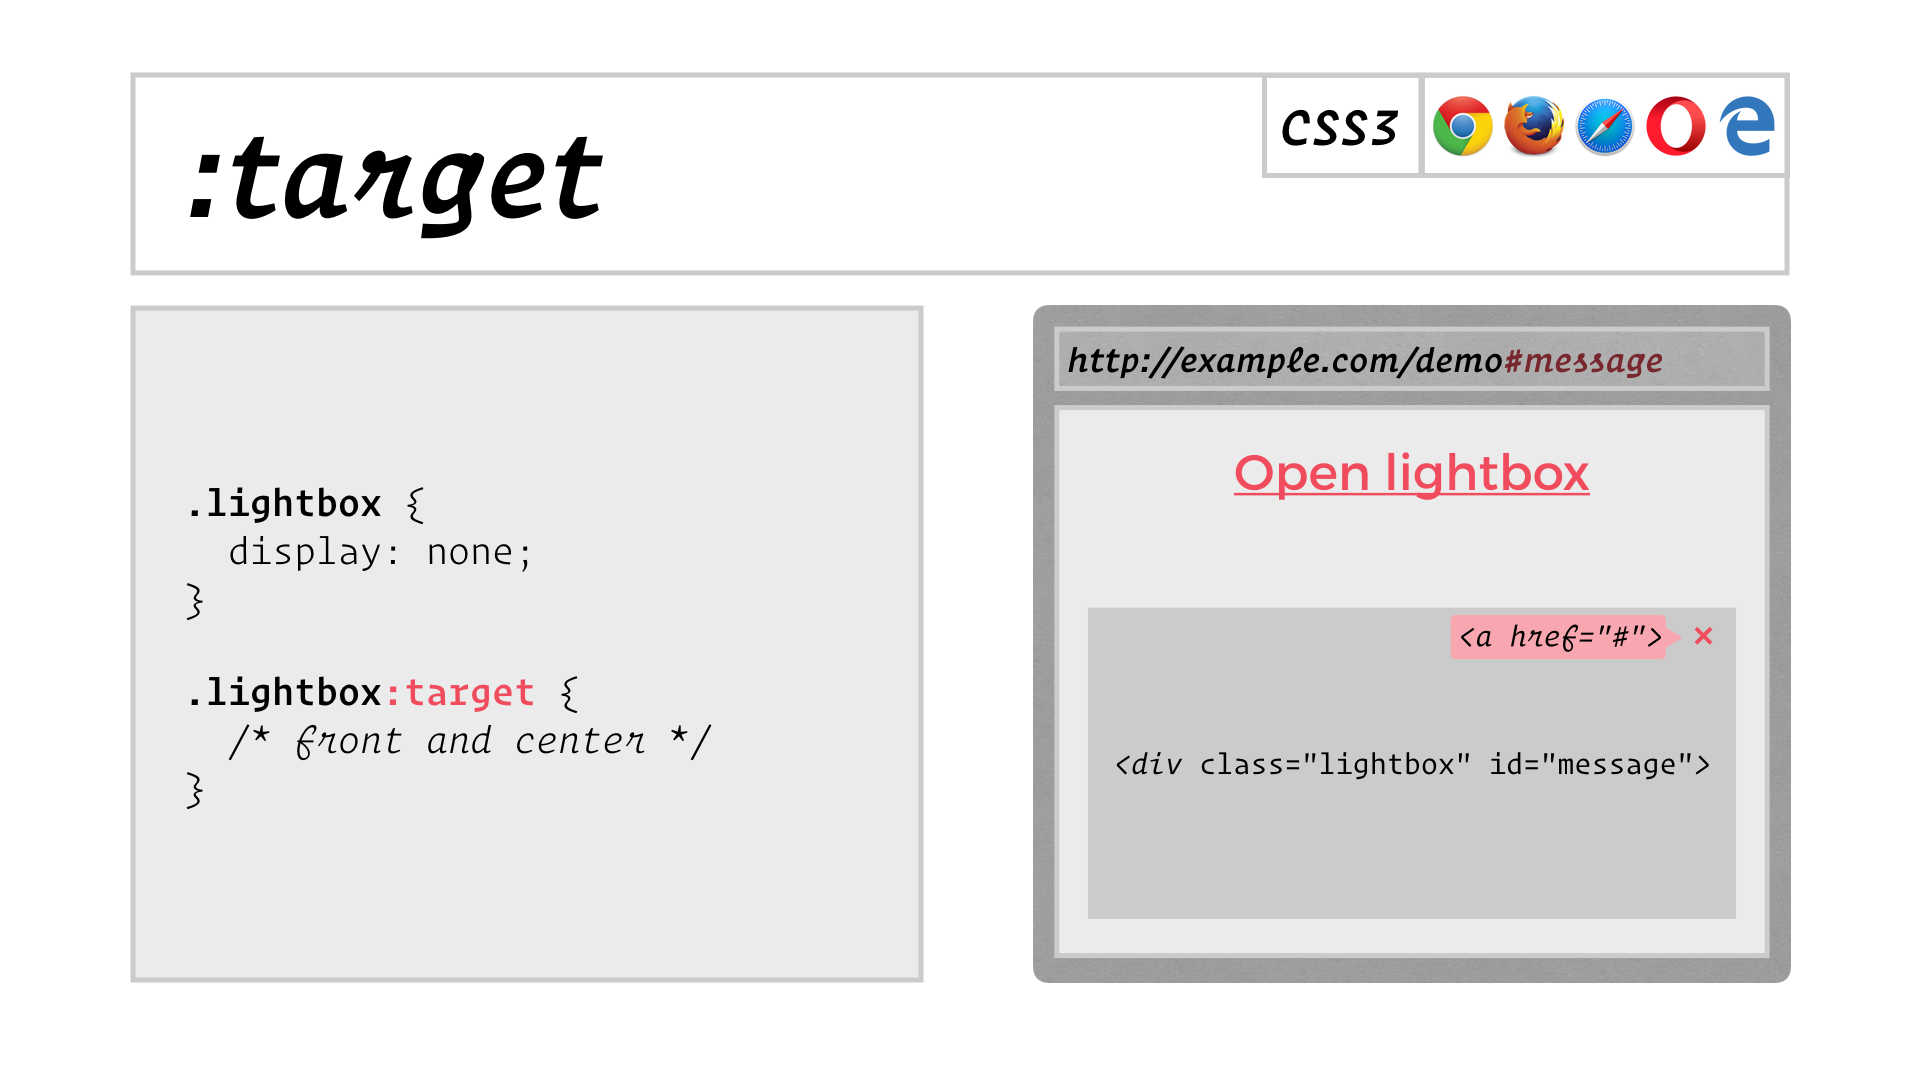 :target
CSS3
.lightbox {
  display: none;
}
.lightbox:target {
  /* front and center */
}
http://example.com/demo#message
Open lightbox
<a href="#"> ×
<div class="lightbox" id="message">